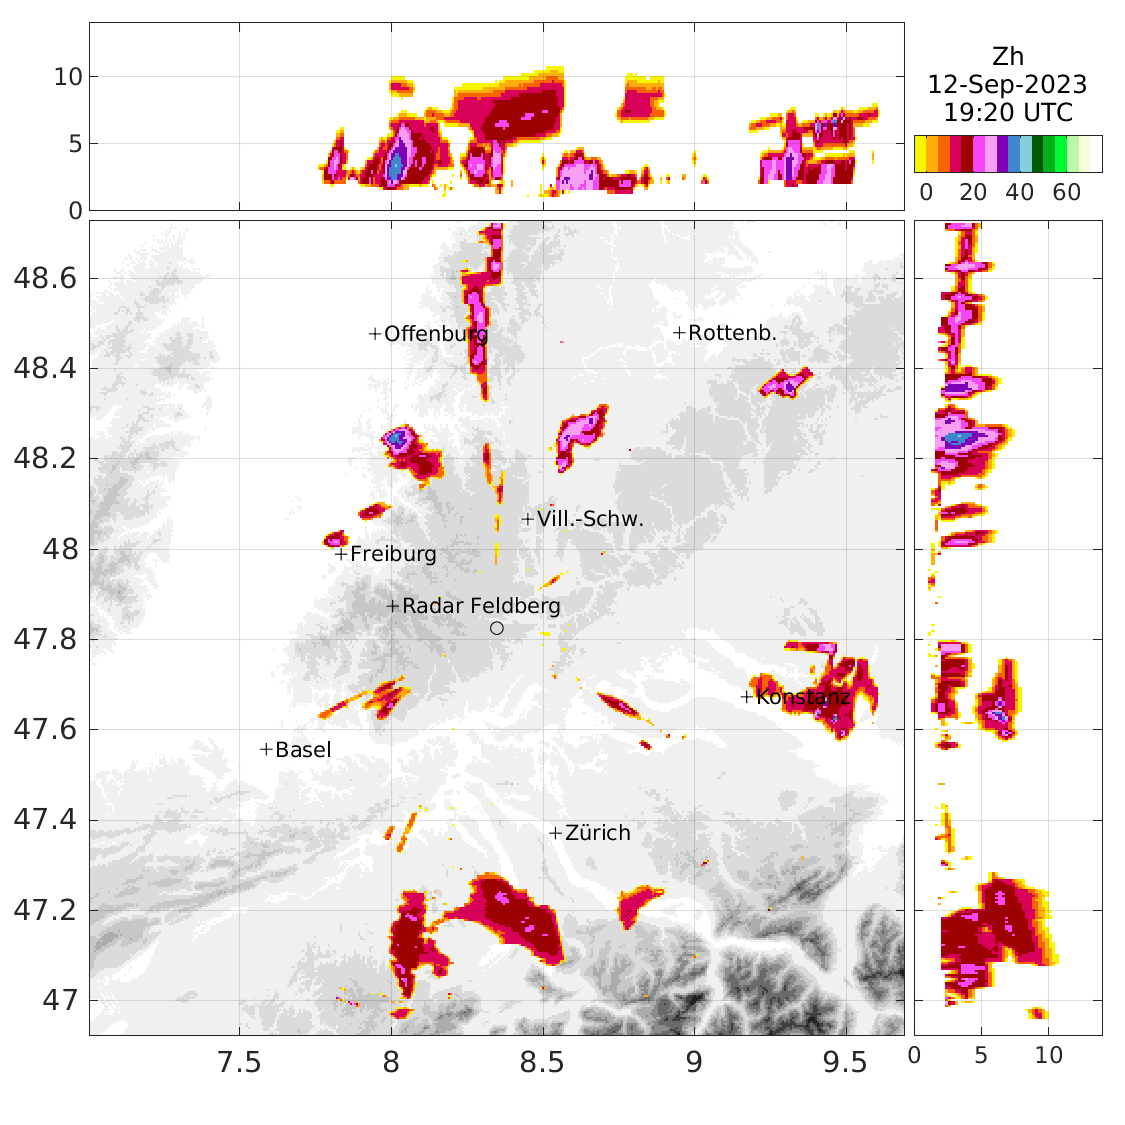 10
5
0
Zh
12-Sep-2023
19:20 UTC
0 20 40 60
48.6
48.4
48.2
48
47.8
47.6
47.4
47.2
47
+Offenburg
+Rottenb.
+Vill.-Schw.
+Freiburg
+Radar Feldberg
+Konstanz
+Basel
+Zürich
7.5 8 8.5 9 9.5
0 5 10